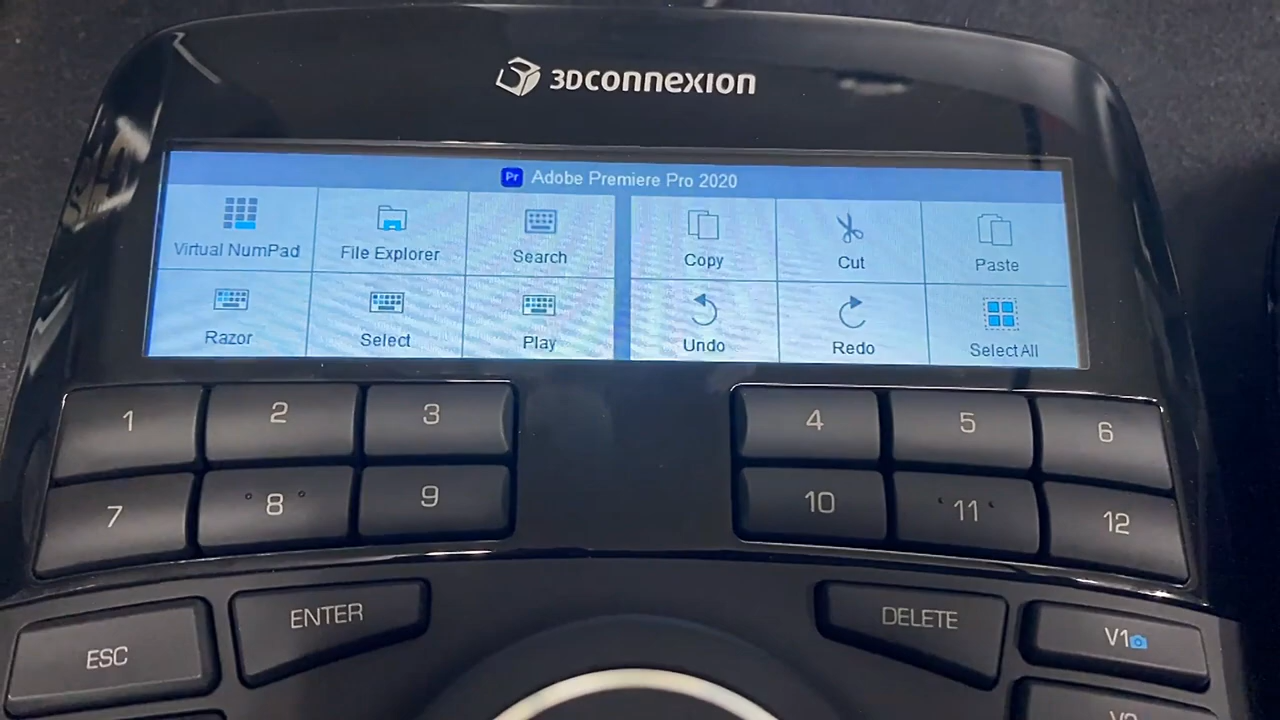 3DCONNEXION
Pr Adobe Premiere Pro 2020
Virtual NumPad File Explorer Search Copy Cut Paste
Razor Select Play Undo Redo Select All
1 2 3 4 5 6
7 8 9 10 11 12
ESC ENTER DELETE V1